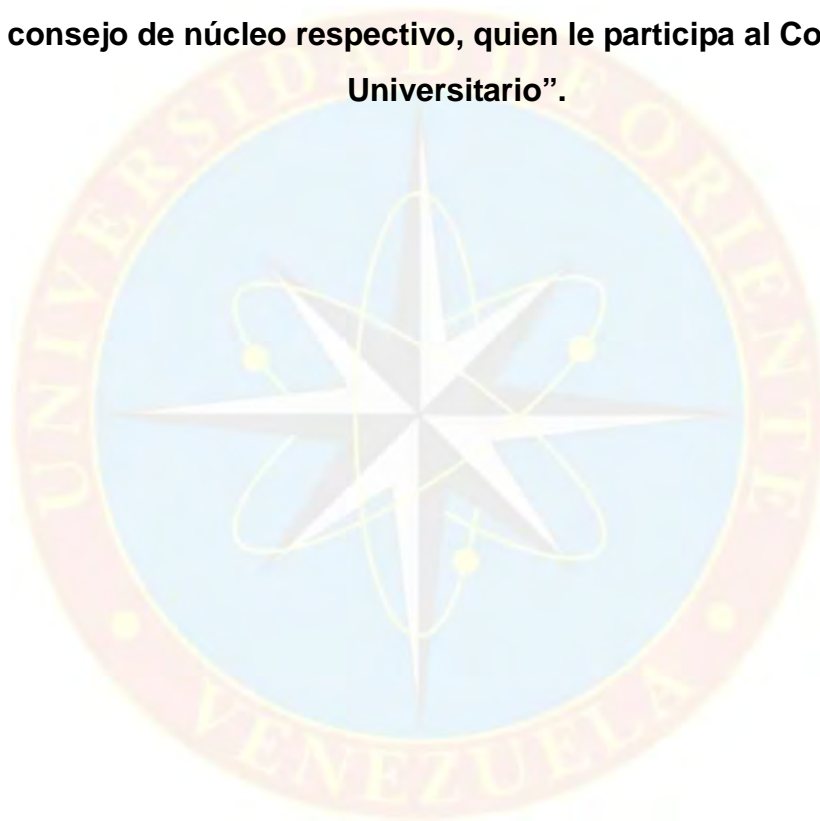 consejo de núcleo respectivo, quien le participa al Co
Universitario”.
UNIVERSIDAD DE ORIENTE
VENEZUELA